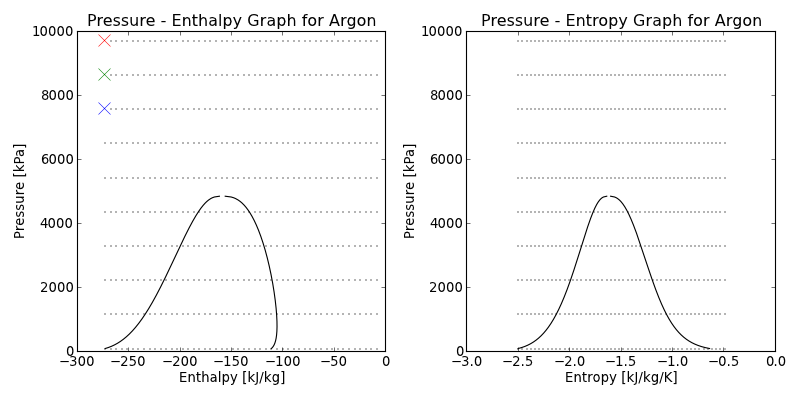 Pressure - Enthalpy Graph for Argon
10000
8000
6000
4000
2000
0
Pressure [kPa]
−300 −250 −200 −150 −100 −50 0
Enthalpy [kJ/kg]
Pressure - Entropy Graph for Argon
10000
8000
6000
4000
2000
0
Pressure [kPa]
−3.0 −2.5 −2.0 −1.5 −1.0 −0.5 0.0
Entropy [kJ/kg/K]